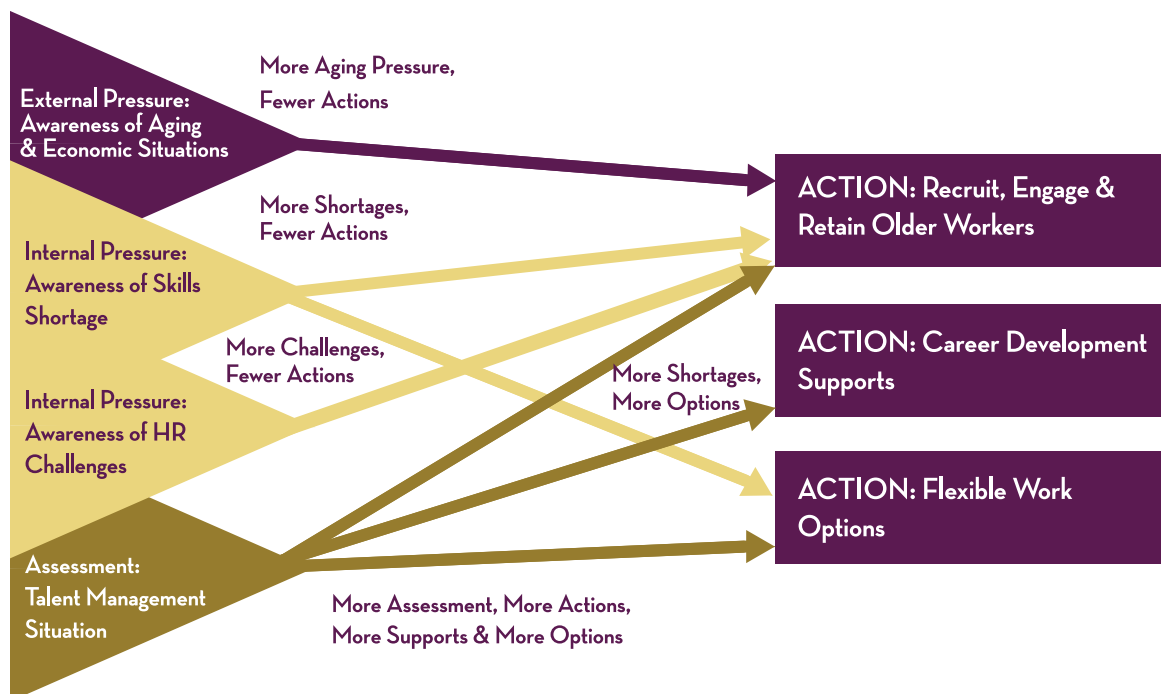 More Aging Pressure,
Fewer Actions
External Pressure:
Awareness of Aging
& Economic Situations
More Shortages,
Fewer Actions
Internal Pressure:
Awareness of Skills
Shortage
More Challenges,
Fewer Actions
Internal Pressure:
Awareness of HR
Challenges
More Shortages,
More Options
Assessment:
Talent Management
Situation
More Assessment, More Actions,
More Supports & More Options
ACTION: Recruit, Engage &
Retain Older Workers
ACTION: Career Development
Supports
ACTION: Flexible Work
Options